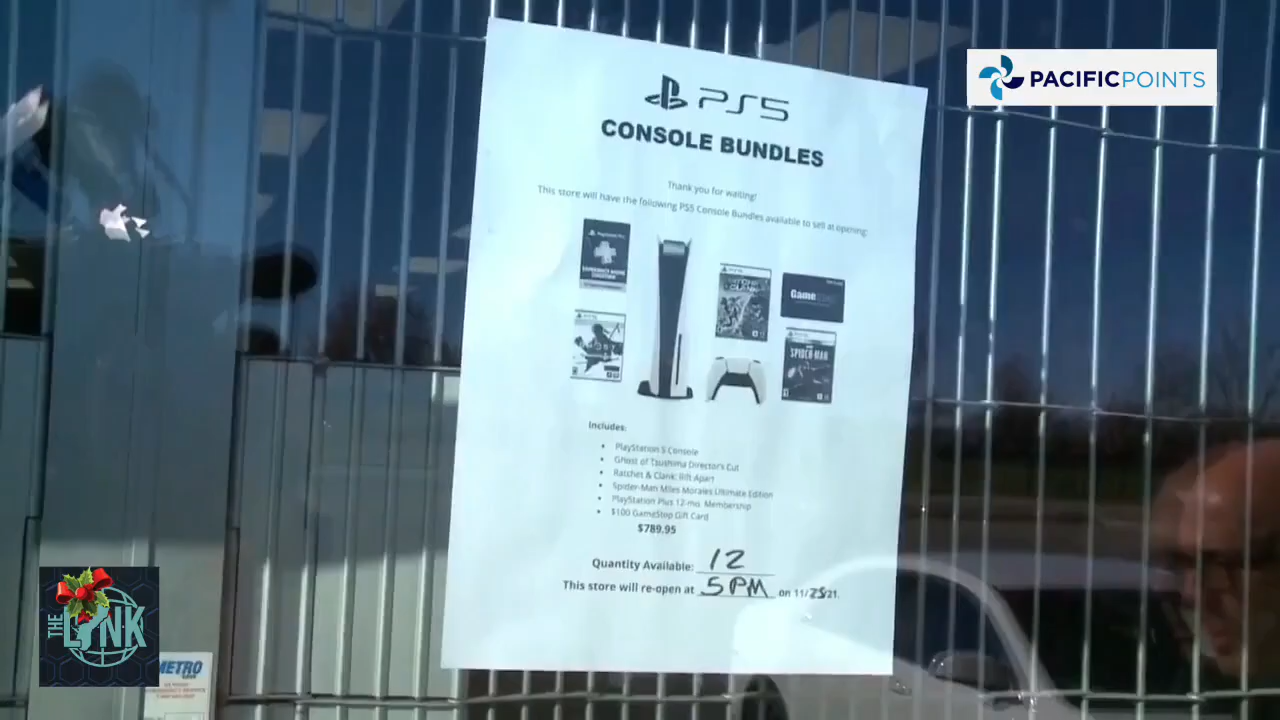 PACIFICPOINTS
PS5
CONSOLE BUNDLES
Thank you for waiting!
This store will have the following PS5 Console Bundles available to sell at opening:
Game
SPIDER-MAN
Includes:
• PlayStation 5 Console
• Ghost of Tsushima Director's Cut
• Ratchet & Clank: Rift Apart
• Spider-Man Miles Morales Ultimate Edition
• PlayStation Plus 12-mo. Membership
• $100 GameStop Gift Card
$789.95
Quantity Available: 12
This store will re-open at 5PM on 11/25/21.
THE LYNK
METRO